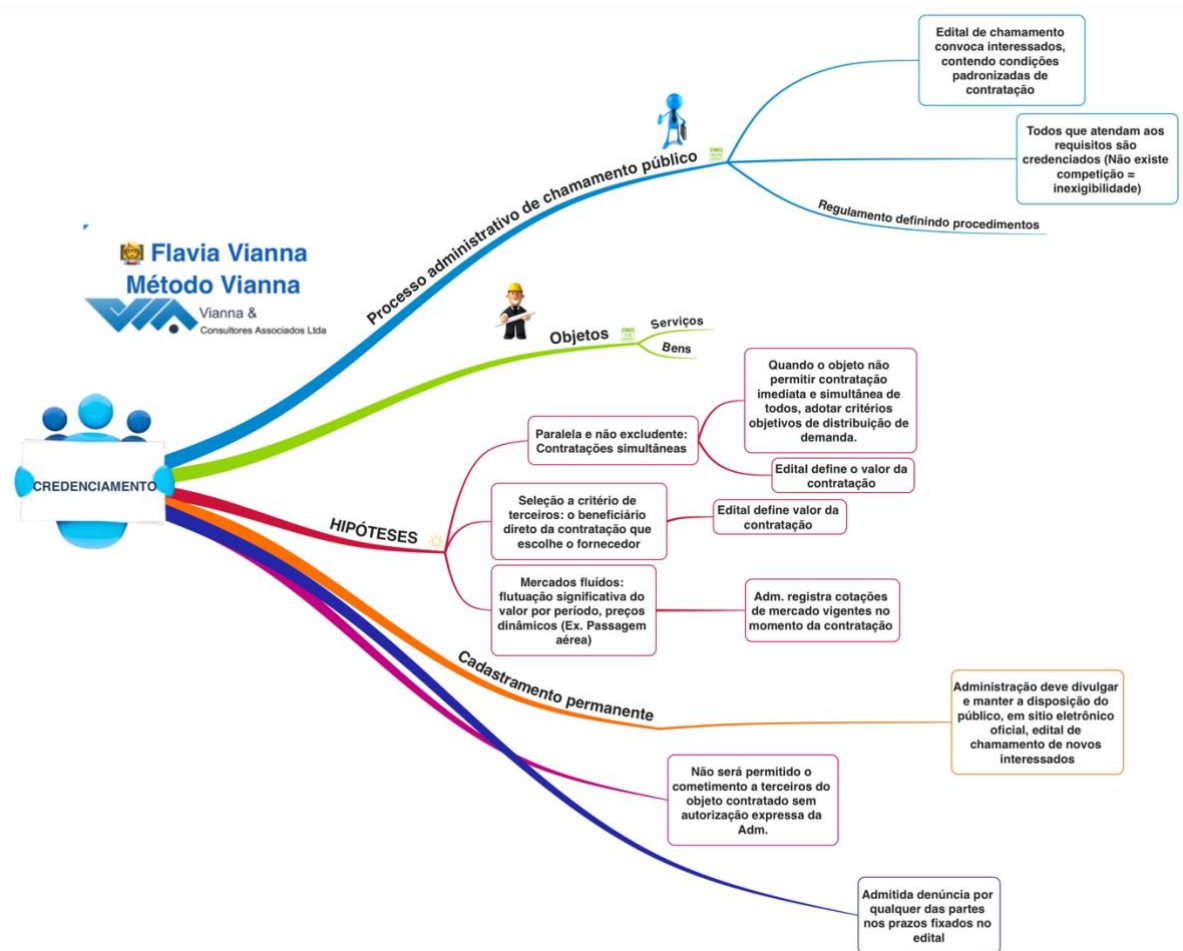 Edital de chamamento
convoca interessados,
contendo condições
padronizadas de
contratação
Todos que atendam aos
requisitos são
credenciados (Não existe
competição =
inexigibilidade)
Regulamento definindo procedimentos
Processo administrativo de chamamento público
Flavia Vianna
Método Vianna
Vianna &
Consultores Associados Ltda
Objetos
Serviços
Bens
CREDENCIAMENTO
HIPÓTESES
Paralela e não excludente:
Contratações simultâneas
Quando o objeto não
permitir contratação
imediata e simultânea de
todos, adotar critérios
objetivos de distribuição de
demanda.
Edital define o valor da
contratação
Seleção a critério de
terceiros: o beneficiário
direto da contratação que
escolhe o fornecedor
Edital define valor da
contratação
Mercados fluídos:
flutuação significativa do
valor por período, preços
dinâmicos (Ex. Passagem
aérea)
Adm. registra cotações
de mercado vigentes no
momento da contratação
Cadastramento permanente
Administração deve divulgar
e manter a disposição do
público, em sítio eletrônico
oficial, edital de
chamamento de novos
interessados
Não será permitido o
cometimento a terceiros do
objeto contratado sem
autorização expressa da
Adm.
Admitida denúncia por
qualquer das partes
nos prazos fixados no
edital